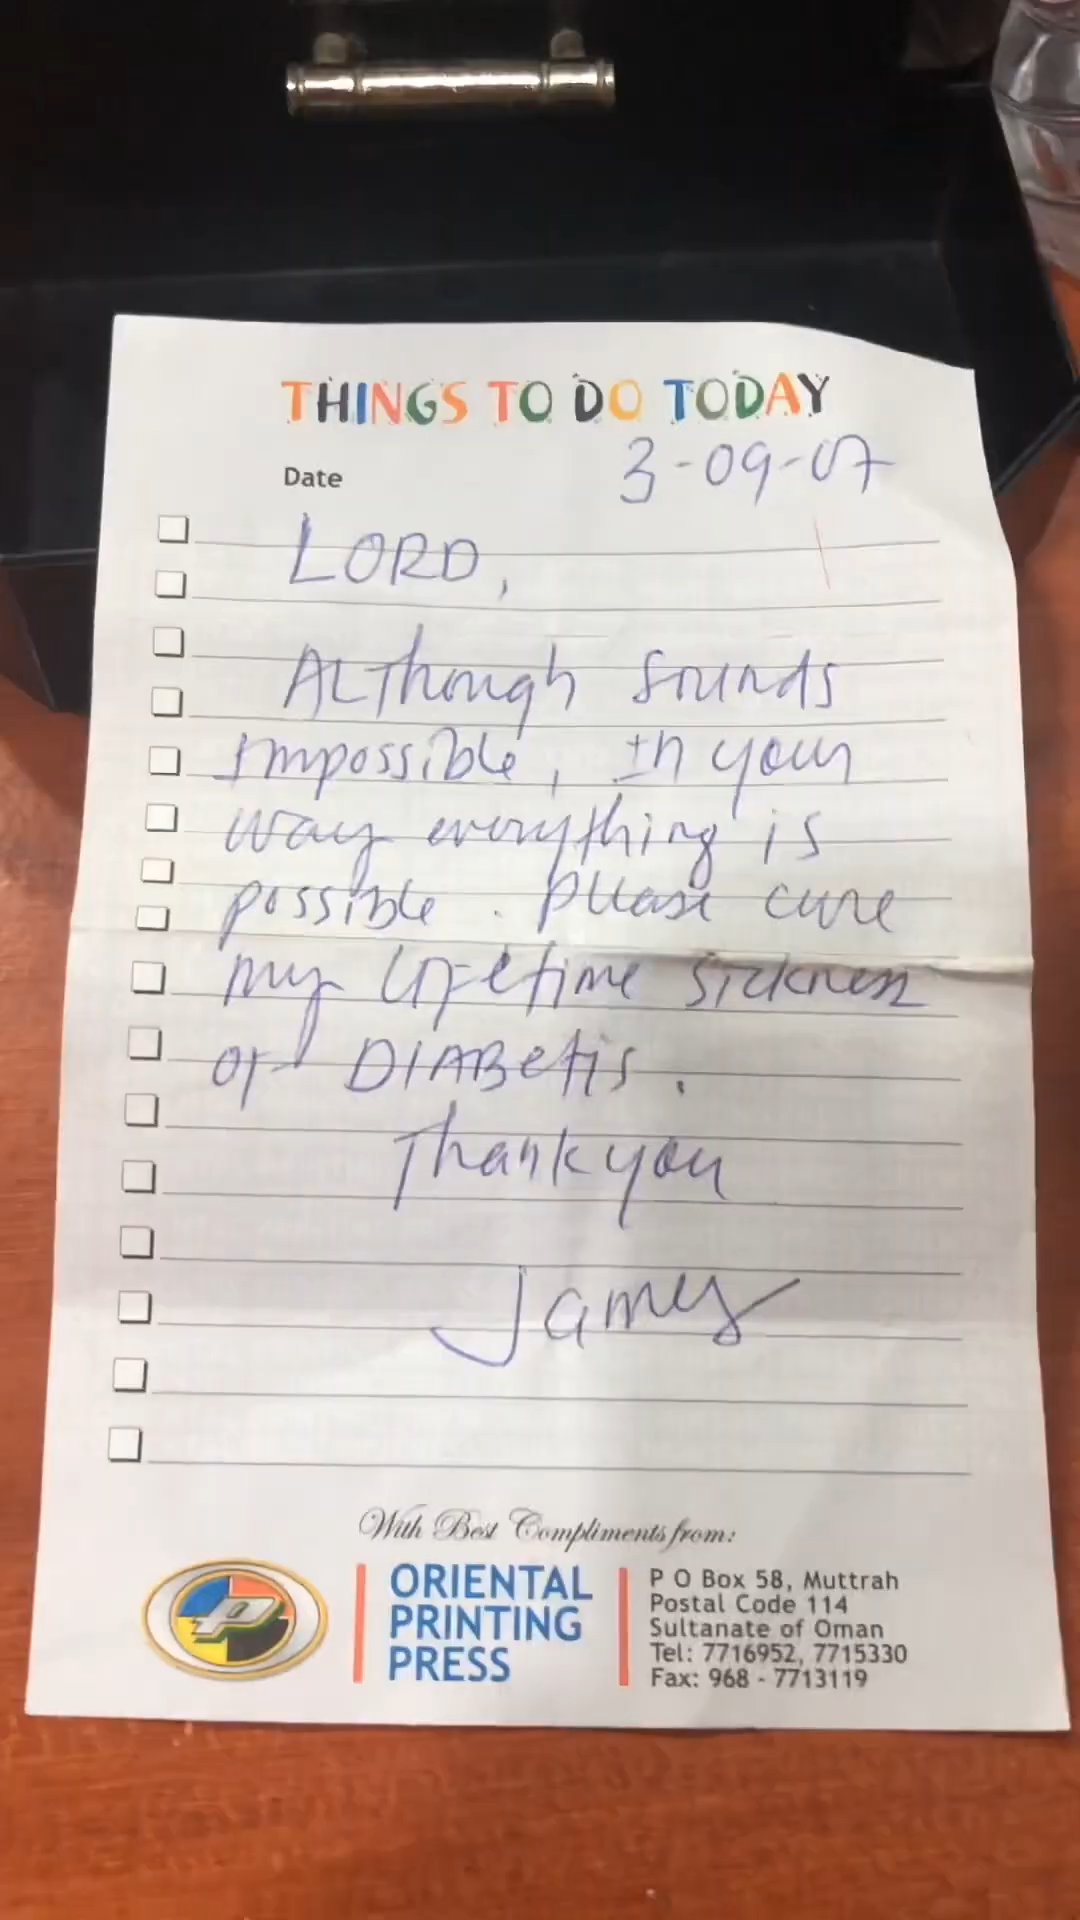 THINGS TO DO TODAY
Date 3-09-07
LORD,
Although sounds
Impossible, In your
way everything is
possible. please cure
my lifetime sickness
of DIABetis.
Thank you
James
With Best Compliments from:
P
ORIENTAL
PRINTING
PRESS
P O Box 58, Muttrah
Postal Code 114
Sultanate of Oman
Tel: 7716952, 7715330
Fax: 968 - 7713119